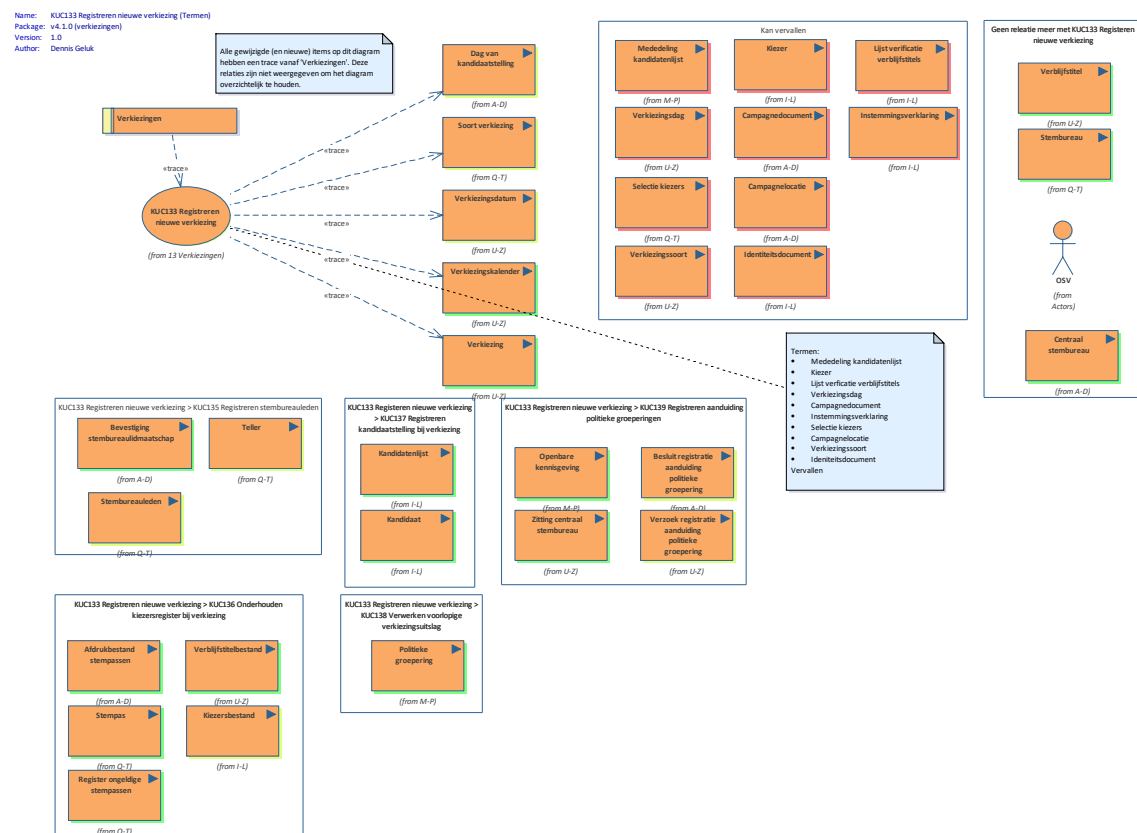 Name: KUC133 Registreren nieuwe verkiezing (Termen)
Package: v4.1.0 (verkiezingen)
Version: 1.0
Author: Dennis Geluk
Alle gewijzigde (en nieuwe) items op dit diagram
hebben een trace vanaf 'Verkiezingen'. Deze
relaties zijn niet weergegeven om het diagram
overzichtelijk te houden.
Verkiezingen
«trace»
KUC133 Registreren
nieuwe verkiezing
(from 13 Verkiezingen)
«trace»
«trace»
«trace»
«trace»
«trace»
Dag van
kandidaatstelling
(from A-D)
Soort verkiezing
(from Q-T)
Verkiezingsdatum
(from U-Z)
Verkiezingskalender
(from U-Z)
Verkiezing
(from U-Z)
Kan vervallen
Mededeling
kandidatenlijst
(from M-P)
Kiezer
(from I-L)
Lijst verificatie
verblijfstitels
(from I-L)
Verkiezingsdag
(from U-Z)
Campagnedocument
(from A-D)
Instemmingsverklaring
(from I-L)
Selectie kiezers
(from Q-T)
Campagnelocatie
(from A-D)
Verkiezingssoort
(from U-Z)
Identiteitsdocument
(from I-L)
Geen relatie meer met KUC133 Registeren
nieuwe verkiezing
Verblijfstitel
(from U-Z)
Stembureau
(from Q-T)
OSV
(from
Actors)
Centraal
stembureau
(from A-D)
Termen:
• Mededeling kandidatenlijst
• Kiezer
• Lijst verficatie verblijfstitels
• Verkiezingsdag
• Campagnedocument
• Instemmingsverklaring
• Selectie kiezers
• Campagnelocatie
• Verkiezingssoort
• Ideniteitsdocument
Vervallen
KUC133 Registreren nieuwe verkiezing > KUC135 Registreren stembureauleden
Bevestiging
stembureaulidmaatschap
(from A-D)
Teller
(from Q-T)
Stembureauleden
(from Q-T)
KUC133 Registreren nieuwe verkiezing
> KUC137 Registreren
kandidaatstelling bij verkiezing
Kandidatenlijst
(from I-L)
Kandidaat
(from I-L)
KUC133 Registreren nieuwe verkiezing > KUC139 Registreren aanduiding
politieke groeperingen
Openbare
kennisgeving
(from M-P)
Besluit registratie
aanduiding
politieke
groepering
(from A-D)
Zitting centraal
stembureau
(from U-Z)
Verzoek registratie
aanduiding
politieke
groepering
(from U-Z)
KUC133 Registreren nieuwe verkiezing > KUC136 Onderhouden
kiezersregister bij verkiezing
Afdrukbestand
stempassen
(from A-D)
Verblijfstitelbestand
(from U-Z)
Stempas
(from Q-T)
Kiezersbestand
(from I-L)
Register ongeldige
stempassen
(from Q-T)
KUC133 Registreren nieuwe verkiezing >
KUC138 Verwerken voorlopige
verkiezingsuitslag
Politieke
groepering
(from M-P)